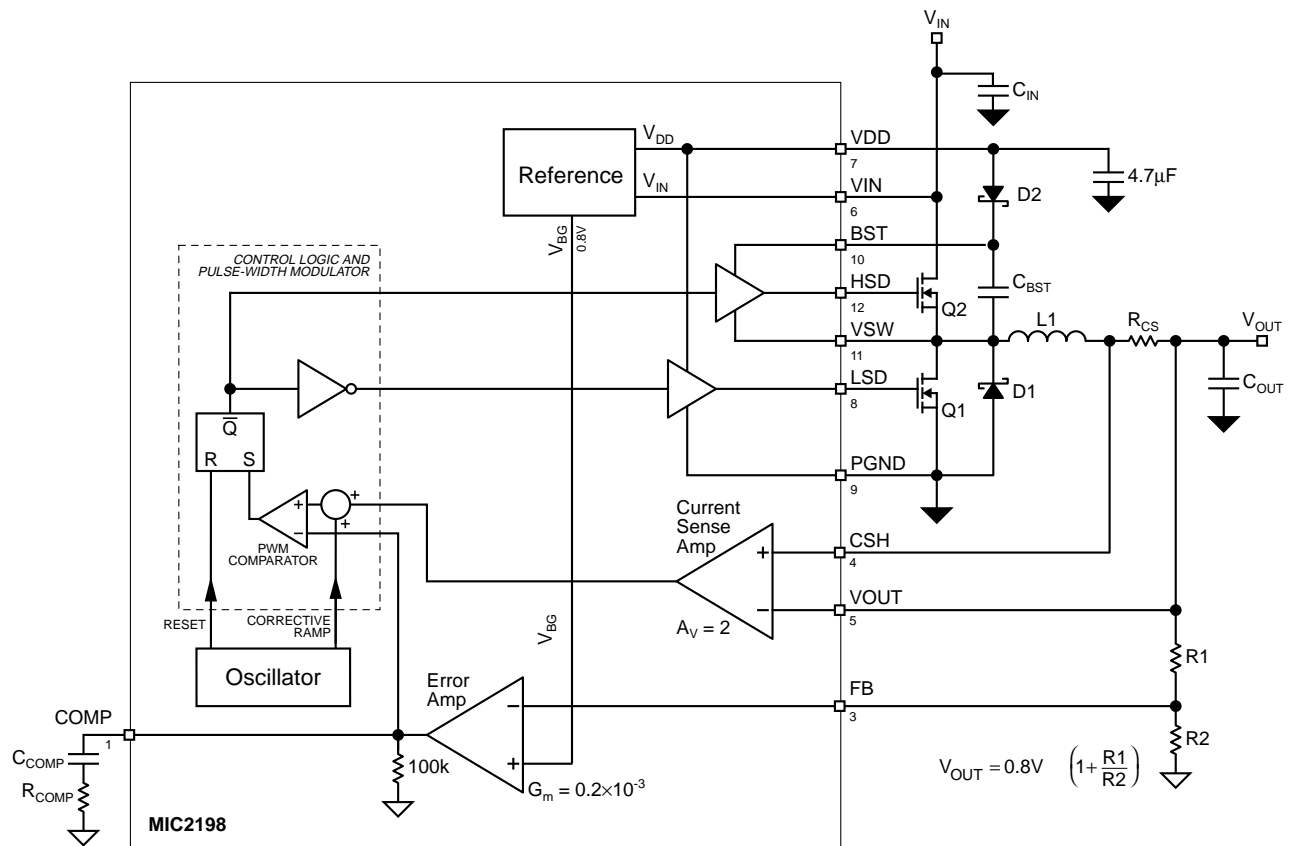 VIN
CIN
VDD
VDD
7
4.7µF
Reference
VIN
VIN
6
D2
VBG
0.8V
BST
10
CONTROL LOGIC AND
PULSE-WIDTH MODULATOR
HSD
12
CBST
Q2
VSW
11
L1
RCS
VOUT
LSD
8
Q1
D1
COUT
Q
R S
PGND
9
Current
Sense
Amp
+
+
+
−
PWM
COMPARATOR
+
CSH
4
−
VOUT
5
AV = 2
RESET
CORRECTIVE
RAMP
VBG
Oscillator
R1
Error
Amp
−
FB
3
COMP
1
R2
CCOMP
100k
+
VOUT = 0.8V (1+R1/R2)
RCOMP
Gm = 0.2×10-3
MIC2198